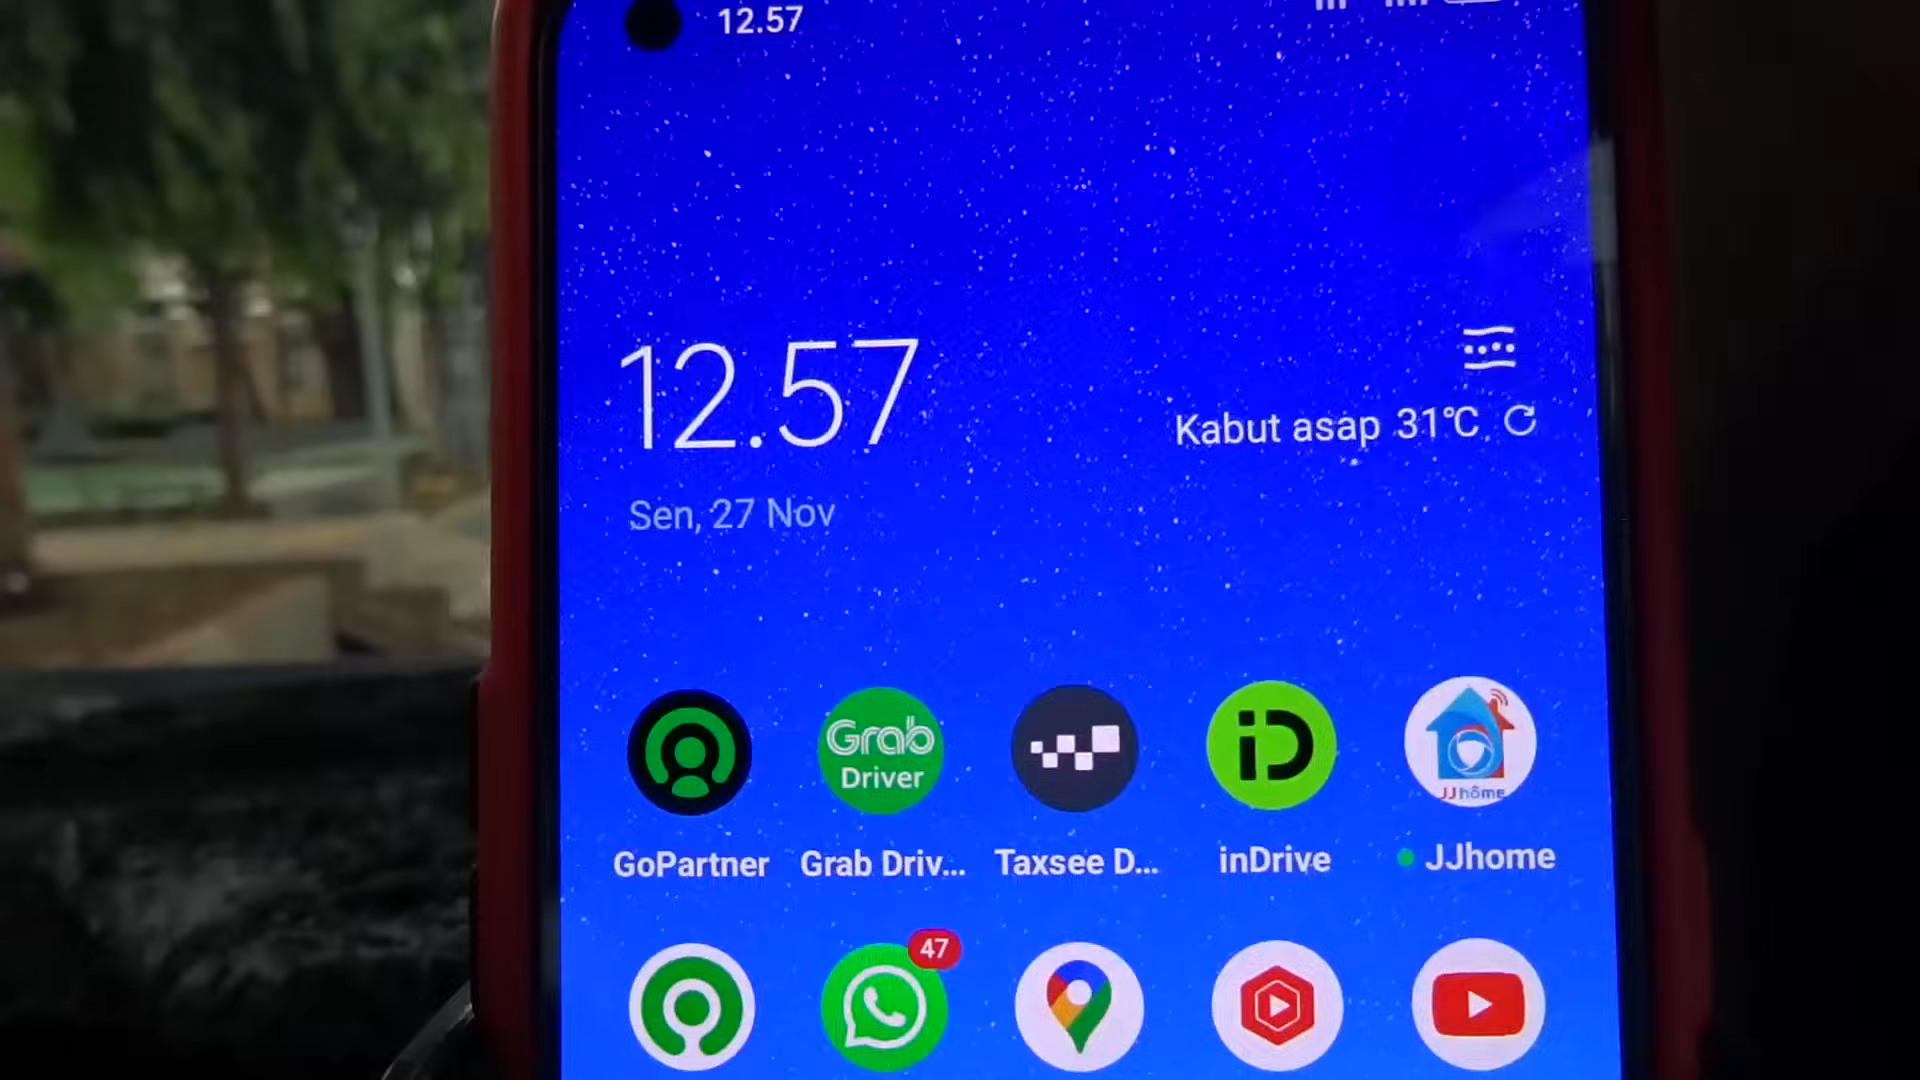 12.57
12.57
Kabut asap 31°C
Sen, 27 Nov
Grab
Driver
iD
JJhome
GoPartner
Grab Driv...
Taxsee D...
inDrive
JJhome
47